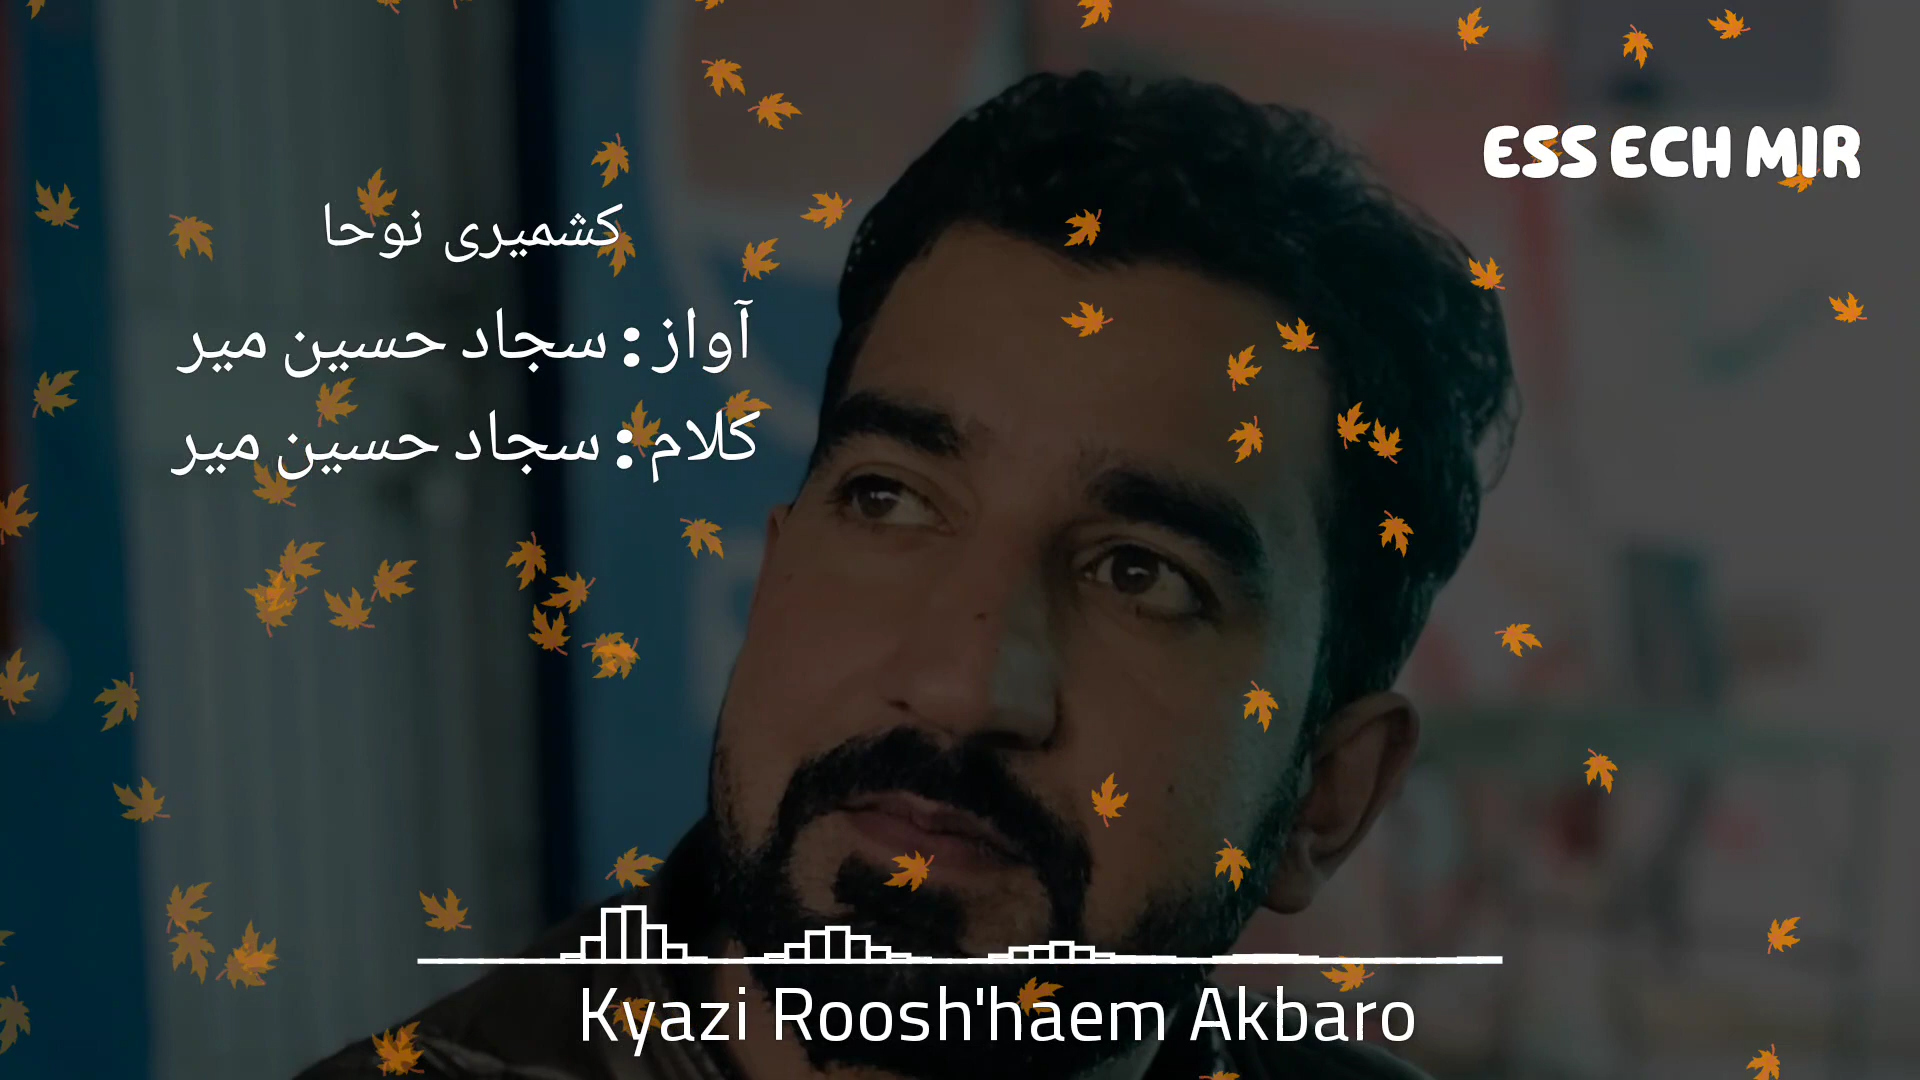 ESS ECH MIR
کشمیری نوحا
آواز: سجاد حسین میر
کلام: سجاد حسین میر
Kyazi Roosh'haem Akbaro